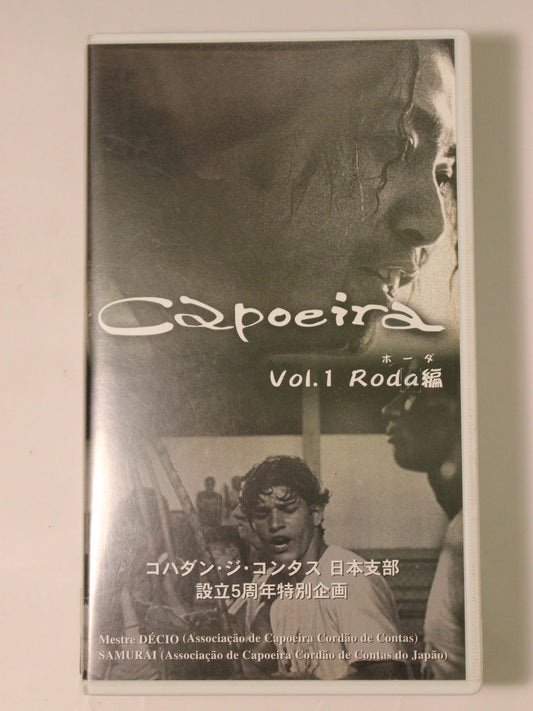 Capoeira
ホーダ
Vol.1 Roda編
コハダン・ジ・コンタス 日本支部
設立5周年特別企画
Mestre DÉCIO (Associação de Capoeira Cordão de Contas)
SAMURAI (Associação de Capoeira Cordão de Contas do Japão)